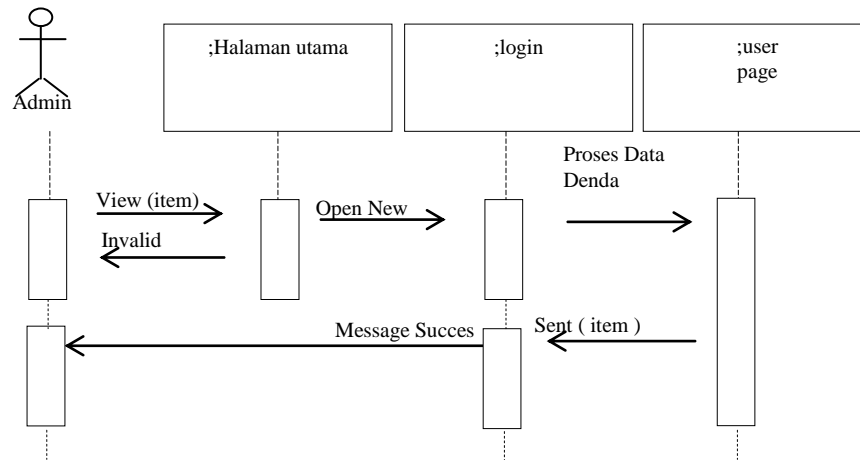 ;Halaman utama
;login
;user
page
Admin
Proses Data
Denda
View (item)
Open New
Invalid
Message Succes
Sent ( item )